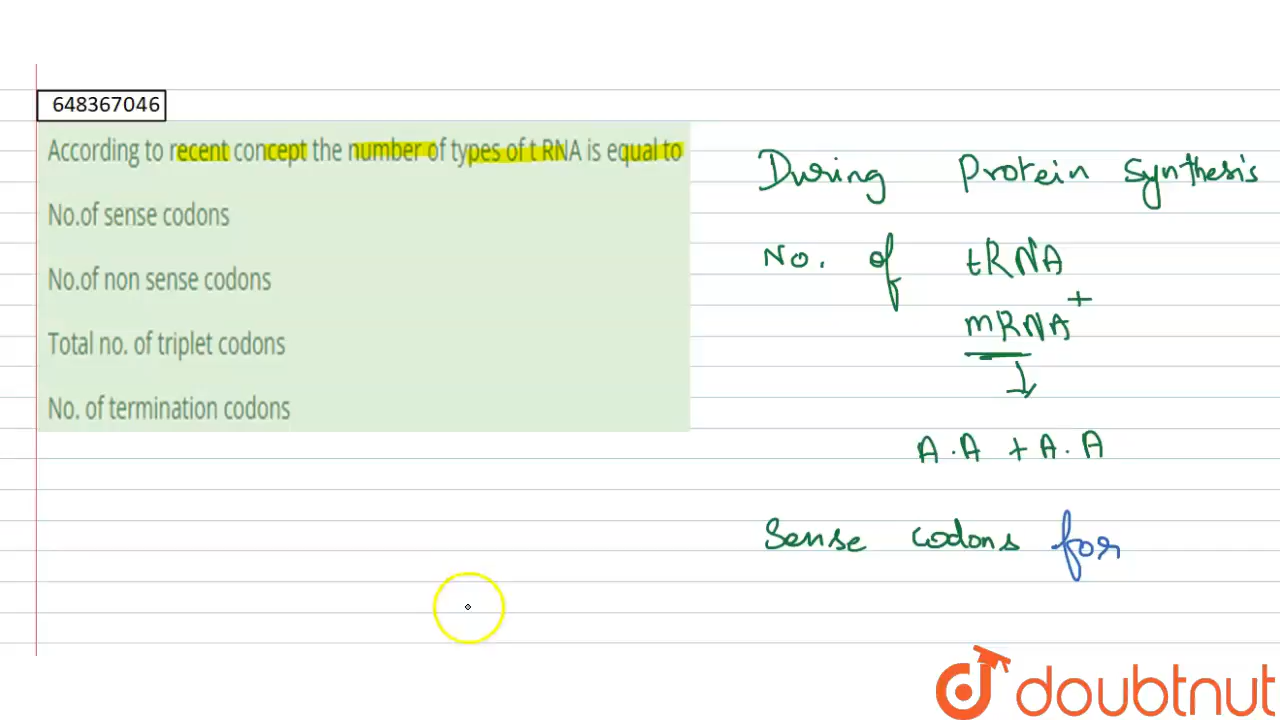 648367046
According to recent concept the number of types of t RNA is equal to
No.of sense codons
No.of non sense codons
Total no. of triplet codons
No. of termination codons
During Protein Synthesis
No. of tRNA
+
mRNA
↓
A.A + A.A
Sense codons for
doubtnut